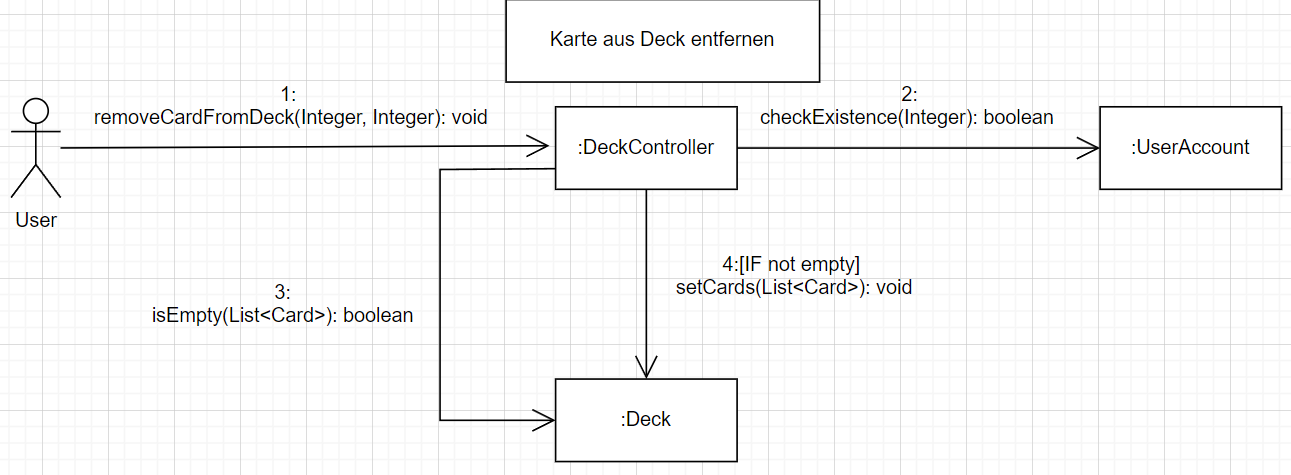 Karte aus Deck entfernen
1:
removeCardFromDeck(Integer, Integer): void
2:
checkExistence(Integer): boolean
:DeckController
:UserAccount
User
4:[IF not empty]
setCards(List<Card>): void
3:
isEmpty(List<Card>): boolean
:Deck